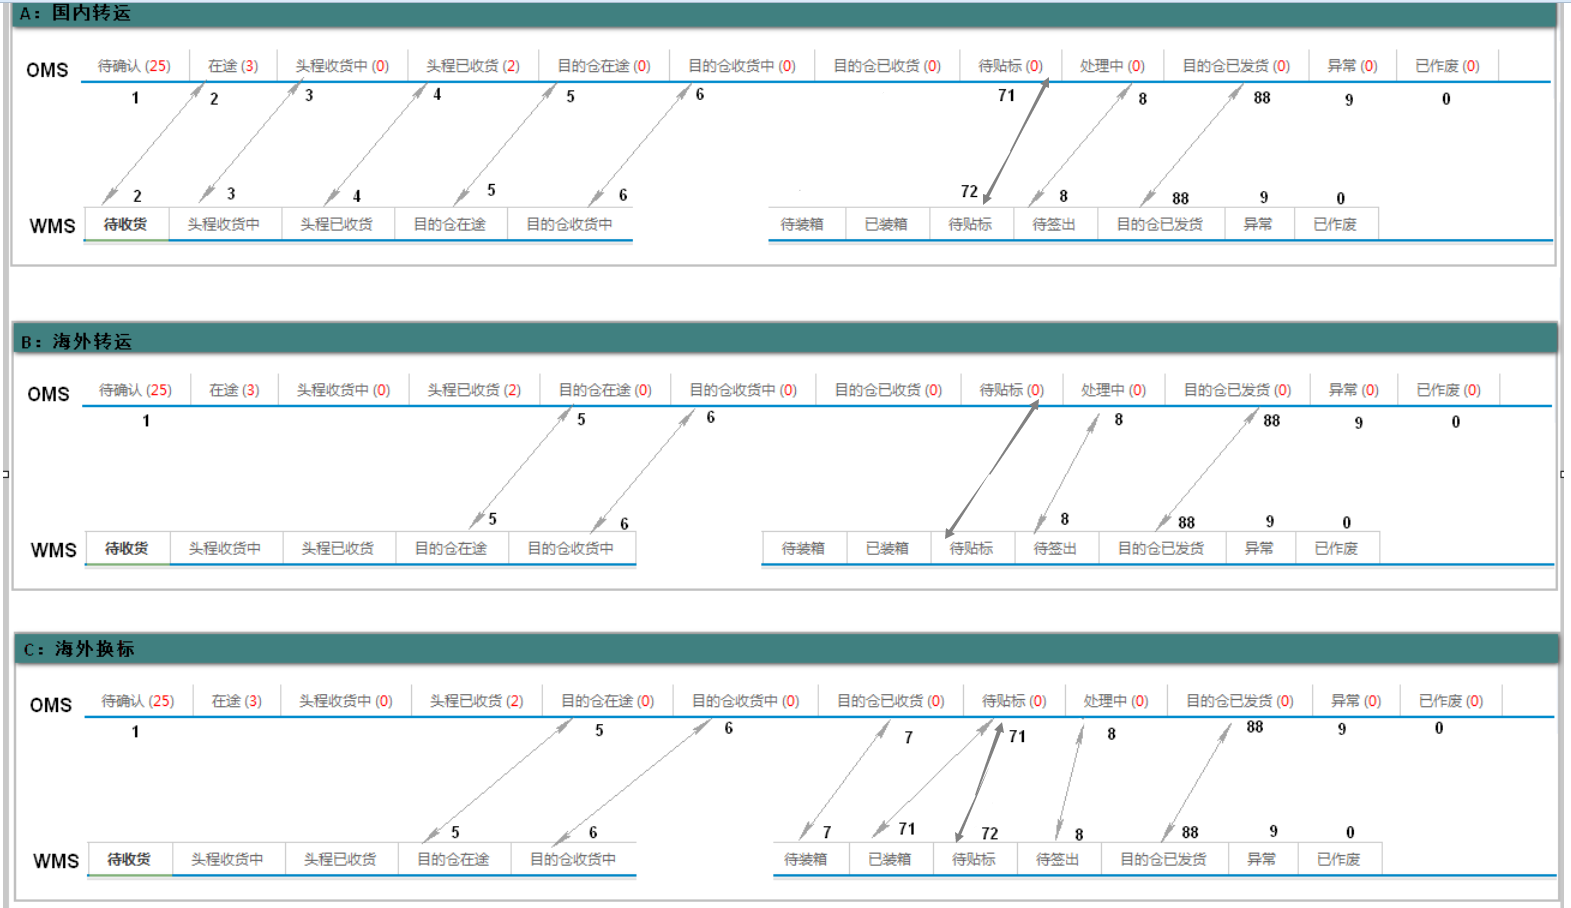 A：国内转运
OMS 待确认 (25) 在途 (3) 头程收货中 (0) 头程已收货 (2) 目的仓在途 (0) 目的仓收货中 (0) 目的仓已收货 (0) 待贴标 (0) 处理中 (0) 目的仓已发货 (0) 异常 (0) 已作废 (0)
1 2 3 4 5 6 71 8 88 9 0
2 3 4 5 6 72 8 88 9 0
WMS 待收货 头程收货中 头程已收货 目的仓在途 目的仓收货中 待装箱 已装箱 待贴标 待签出 目的仓已发货 异常 已作废
B：海外转运
OMS 待确认 (25) 在途 (3) 头程收货中 (0) 头程已收货 (2) 目的仓在途 (0) 目的仓收货中 (0) 目的仓已收货 (0) 待贴标 (0) 处理中 (0) 目的仓已发货 (0) 异常 (0) 已作废 (0)
1 5 6 8 88 9 0
5 6 8 88 9 0
WMS 待收货 头程收货中 头程已收货 目的仓在途 目的仓收货中 待装箱 已装箱 待贴标 待签出 目的仓已发货 异常 已作废
C：海外换标
OMS 待确认 (25) 在途 (3) 头程收货中 (0) 头程已收货 (2) 目的仓在途 (0) 目的仓收货中 (0) 目的仓已收货 (0) 待贴标 (0) 处理中 (0) 目的仓已发货 (0) 异常 (0) 已作废 (0)
1 5 6 7 71 8 88 9 0
5 6 7 71 72 8 88 9 0
WMS 待收货 头程收货中 头程已收货 目的仓在途 目的仓收货中 待装箱 已装箱 待贴标 待签出 目的仓已发货 异常 已作废